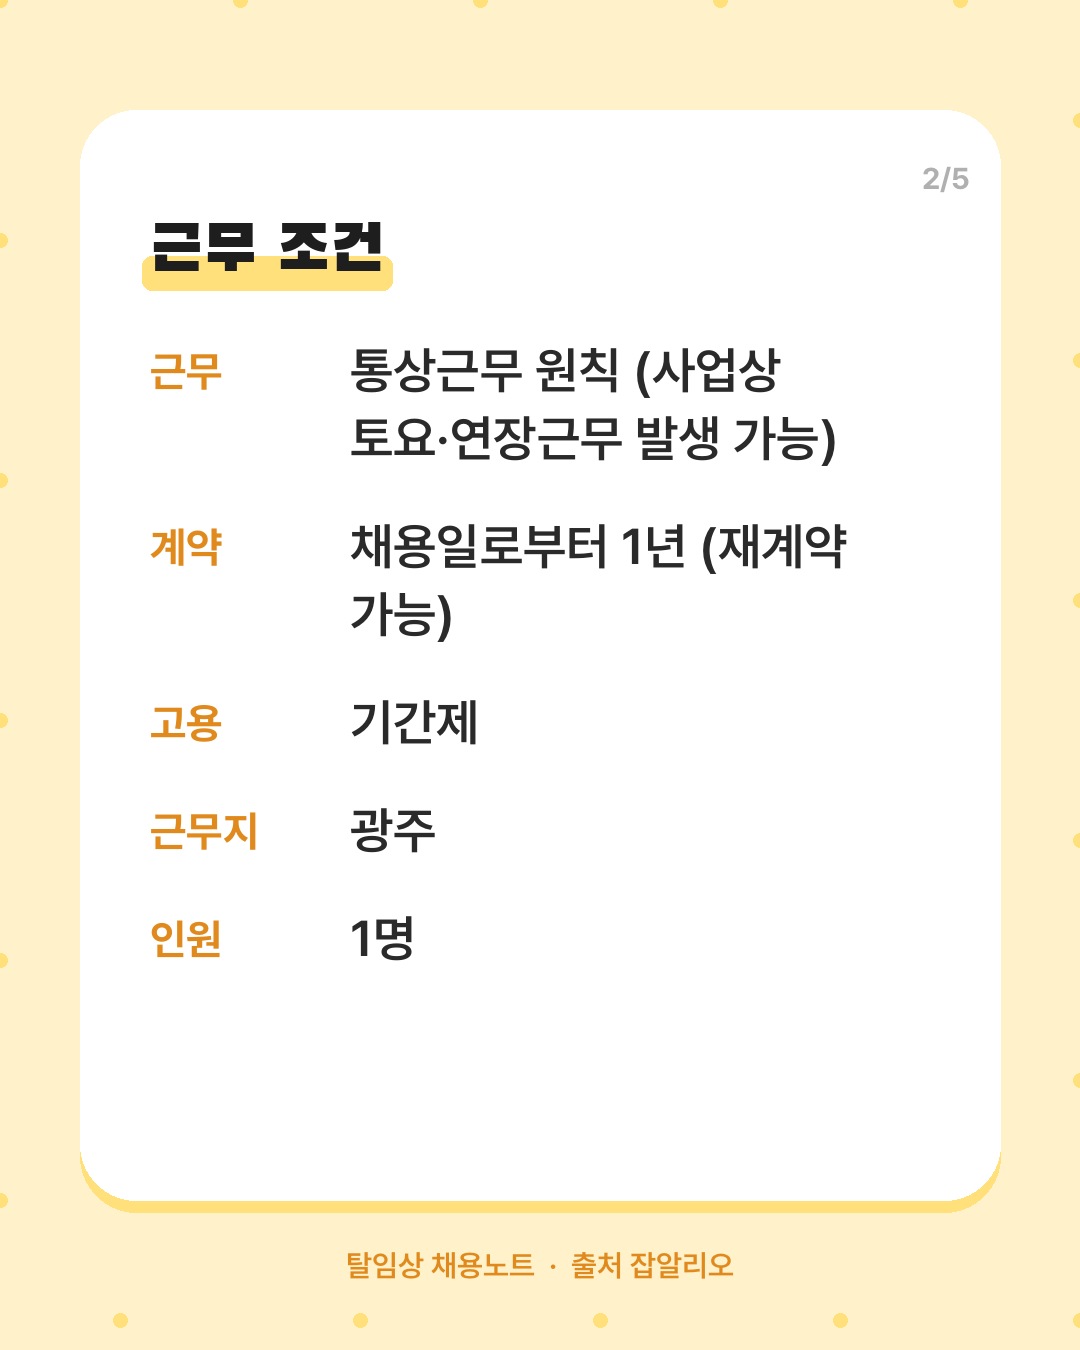 2/5
근무 조건
근무 통상근무 원칙 (사업상
토요·연장근무 발생 가능)
계약 채용일로부터 1년 (재계약
가능)
고용 기간제
근무지 광주
인원 1명
탈임상 채용노트 · 출처 잡알리오